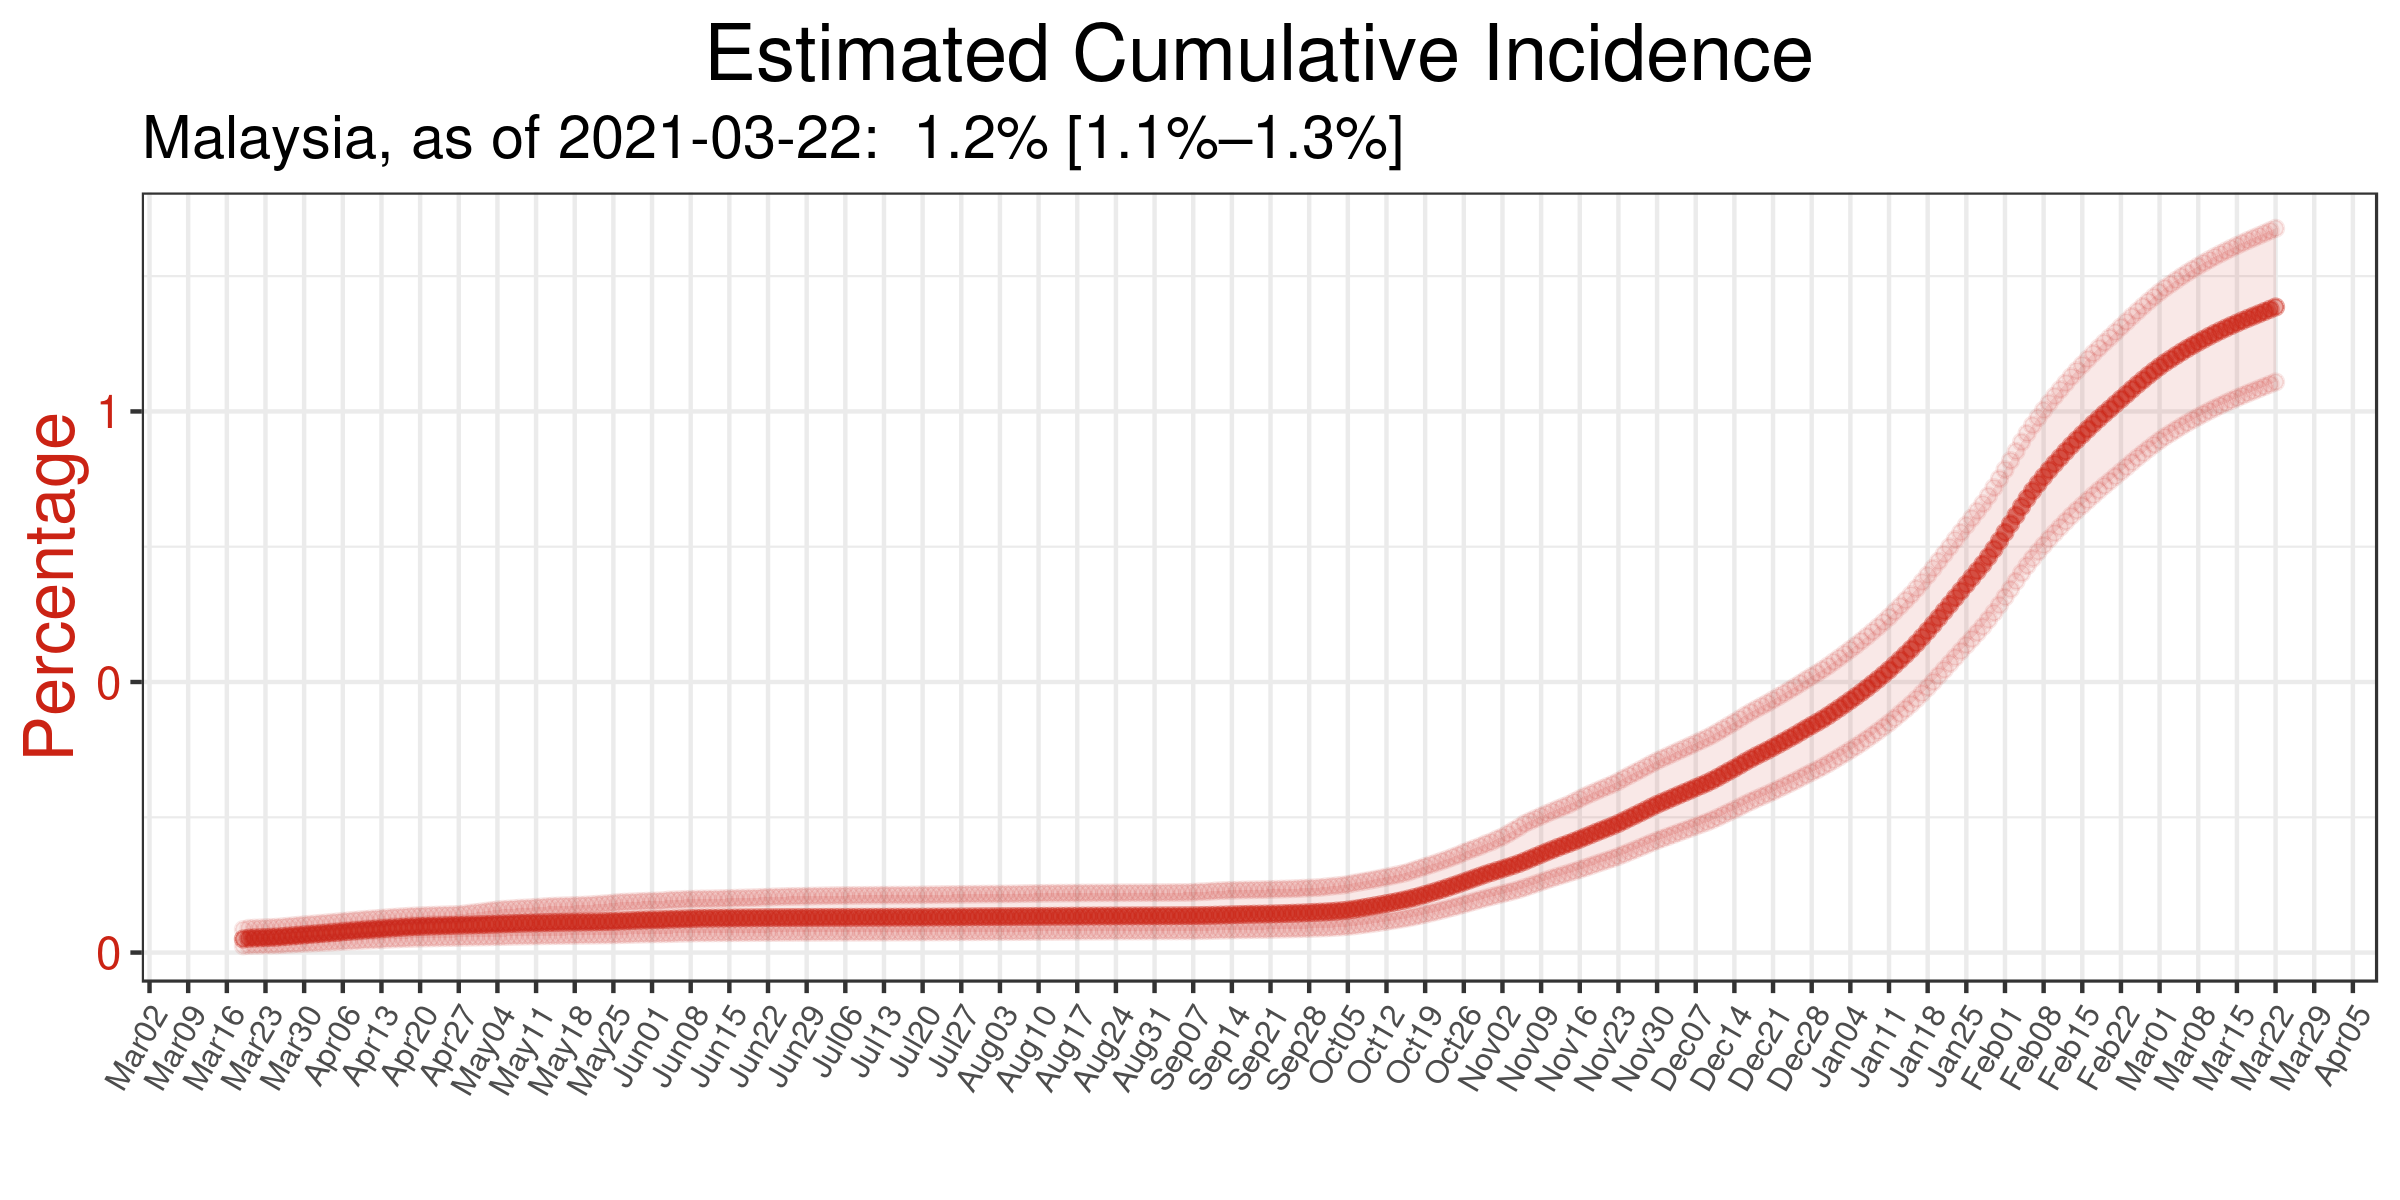 Estimated Cumulative Incidence
Malaysia, as of 2021-03-22:  1.2% [1.1%–1.3%]
Percentage
1
0
0
Mar02
Mar09
Mar16
Mar23
Mar30
Apr06
Apr13
Apr20
Apr27
May04
May11
May18
May25
Jun01
Jun08
Jun15
Jun22
Jun29
Jul06
Jul13
Jul20
Jul27
Aug03
Aug10
Aug17
Aug24
Aug31
Sep07
Sep14
Sep21
Sep28
Oct05
Oct12
Oct19
Oct26
Nov02
Nov09
Nov16
Nov23
Nov30
Dec07
Dec14
Dec21
Dec28
Jan04
Jan11
Jan18
Jan25
Feb01
Feb08
Feb15
Feb22
Mar01
Mar08
Mar15
Mar22
Mar29
Apr05